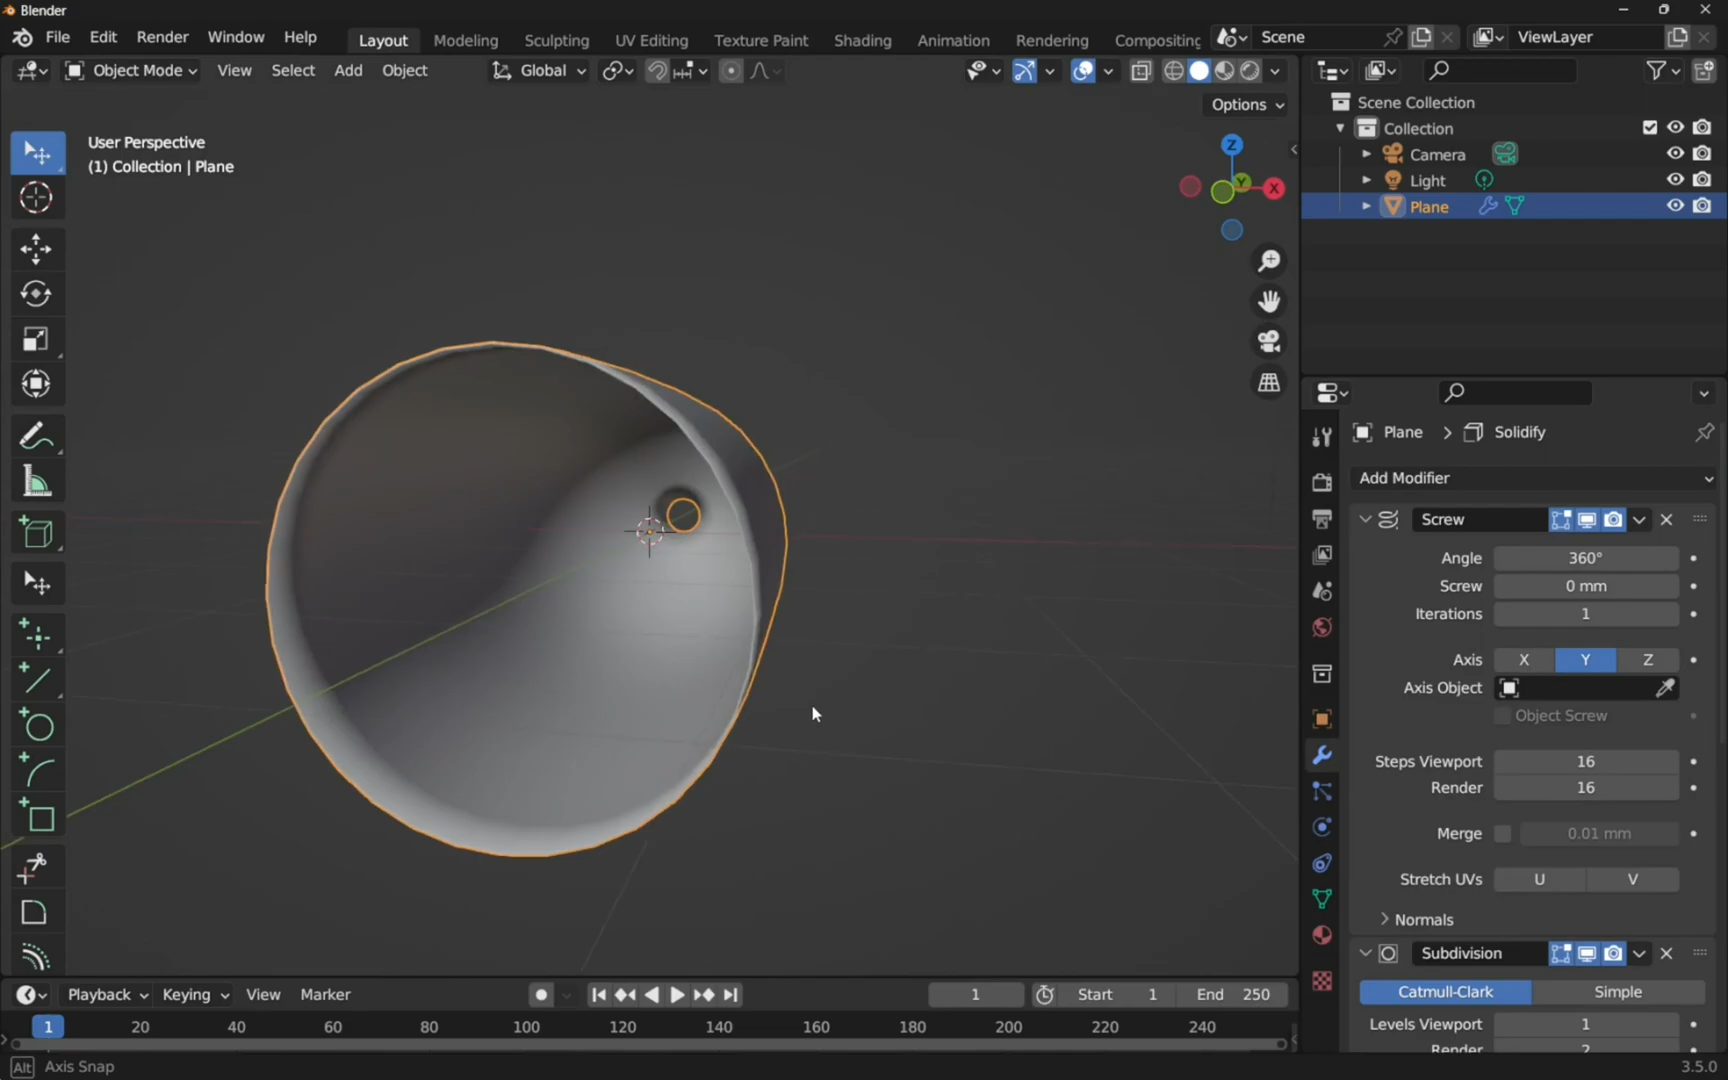 Blender
File Edit Render Window Help Layout Modeling Sculpting UV Editing Texture Paint Shading Animation Rendering Compositing Scene ViewLayer
Object Mode View Select Add Object Global
Options
User Perspective
(1) Collection | Plane
Z
Y
X
Scene Collection
Collection
Camera
Light
Plane
Plane > Solidify
Add Modifier
Screw
Angle 360°
Screw 0 mm
Iterations 1
Axis X Y Z
Axis Object
Object Screw
Steps Viewport 16
Render 16
Merge 0.01 mm
Stretch UVs U V
Normals
Subdivision
Catmull-Clark Simple
Levels Viewport 1
Render 2
Playback Keying View Marker 1 Start 1 End 250
1 20 40 60 80 100 120 140 160 180 200 220 240
Alt Axis Snap 3.5.0